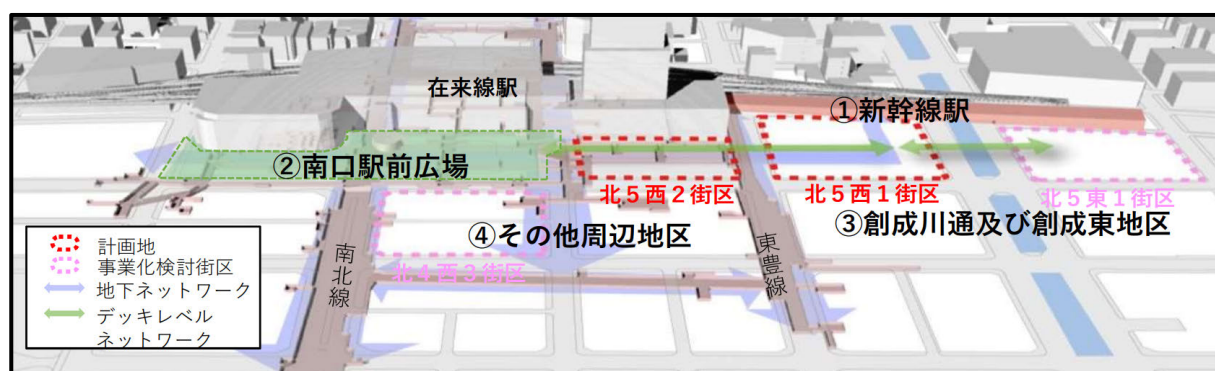 在来線駅
①新幹線駅
②南口駅前広場
北5西2街区
北5西1街区
北5東1街区
③創成川通及び創成東地区
④その他周辺地区
北4西3街区
南北線
東豊線
計画地
事業化検討街区
地下ネットワーク
デッキレベル
ネットワーク